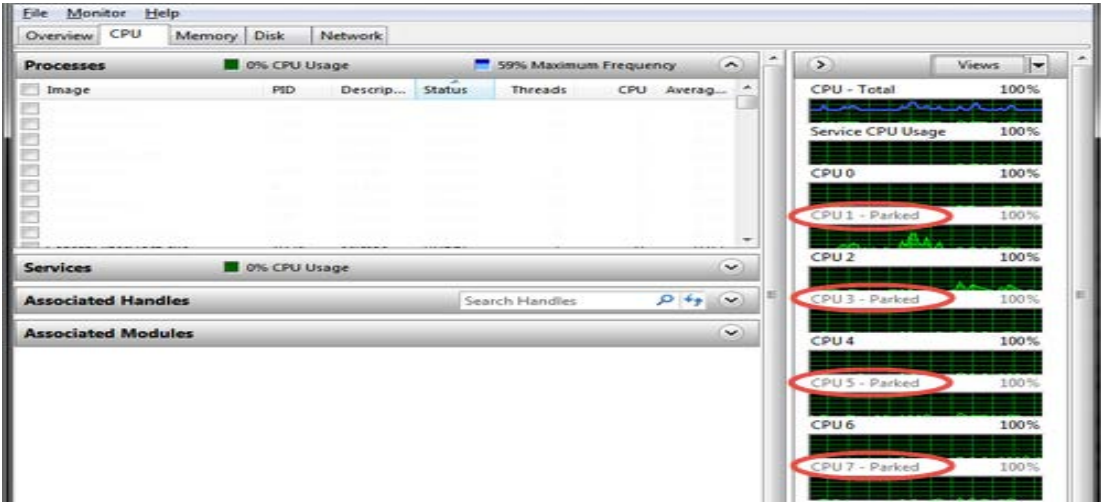 File Monitor Help
Overview CPU Memory Disk Network
Processes 0% CPU Usage 59% Maximum Frequency
Image PID Descrip... Status Threads CPU Averag...
Services 0% CPU Usage
Associated Handles Search Handles
Associated Modules
Views
CPU - Total 100%
Service CPU Usage 100%
CPU 0 100%
CPU 1 - Parked 100%
CPU 2 100%
CPU 3 - Parked 100%
CPU 4 100%
CPU 5 - Parked 100%
CPU 6 100%
CPU 7 - Parked 100%